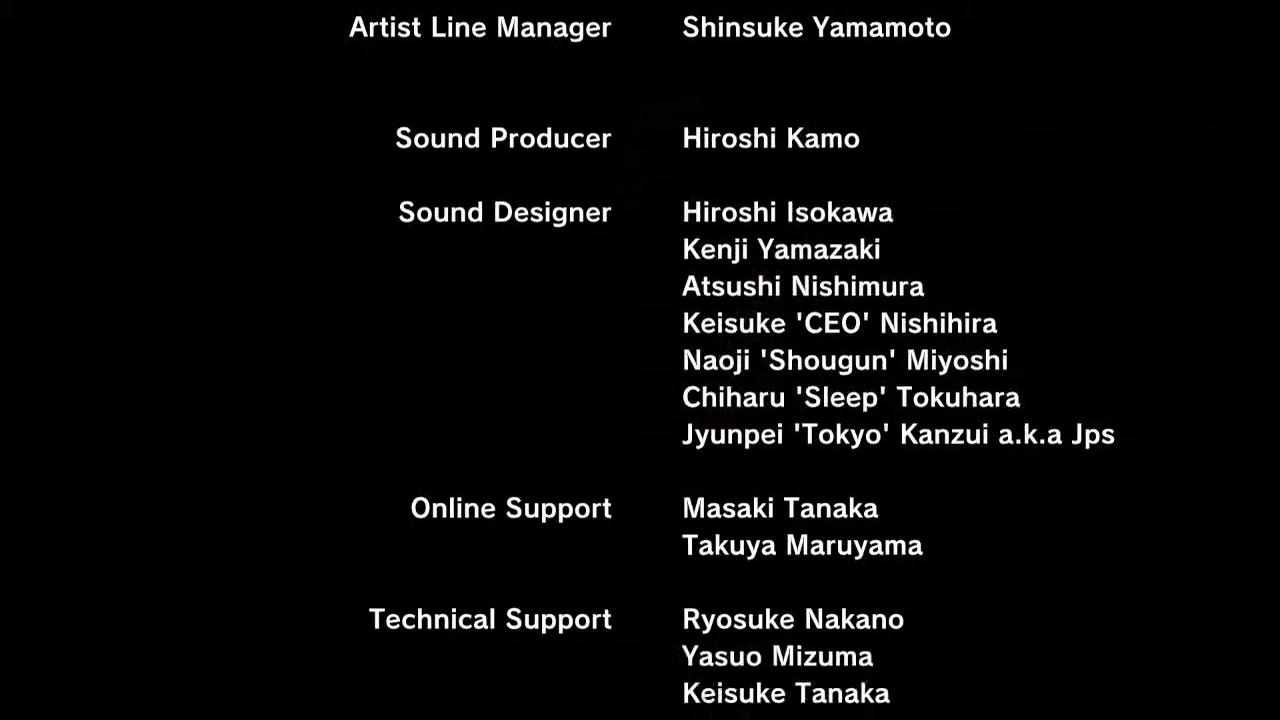 Artist Line Manager Shinsuke Yamamoto
Sound Producer Hiroshi Kamo
Sound Designer Hiroshi Isokawa
Kenji Yamazaki
Atsushi Nishimura
Keisuke 'CEO' Nishihira
Naoji 'Shougun' Miyoshi
Chiharu 'Sleep' Tokuhara
Jyunpei 'Tokyo' Kanzui a.k.a Jps
Online Support Masaki Tanaka
Takuya Maruyama
Technical Support Ryosuke Nakano
Yasuo Mizuma
Keisuke Tanaka